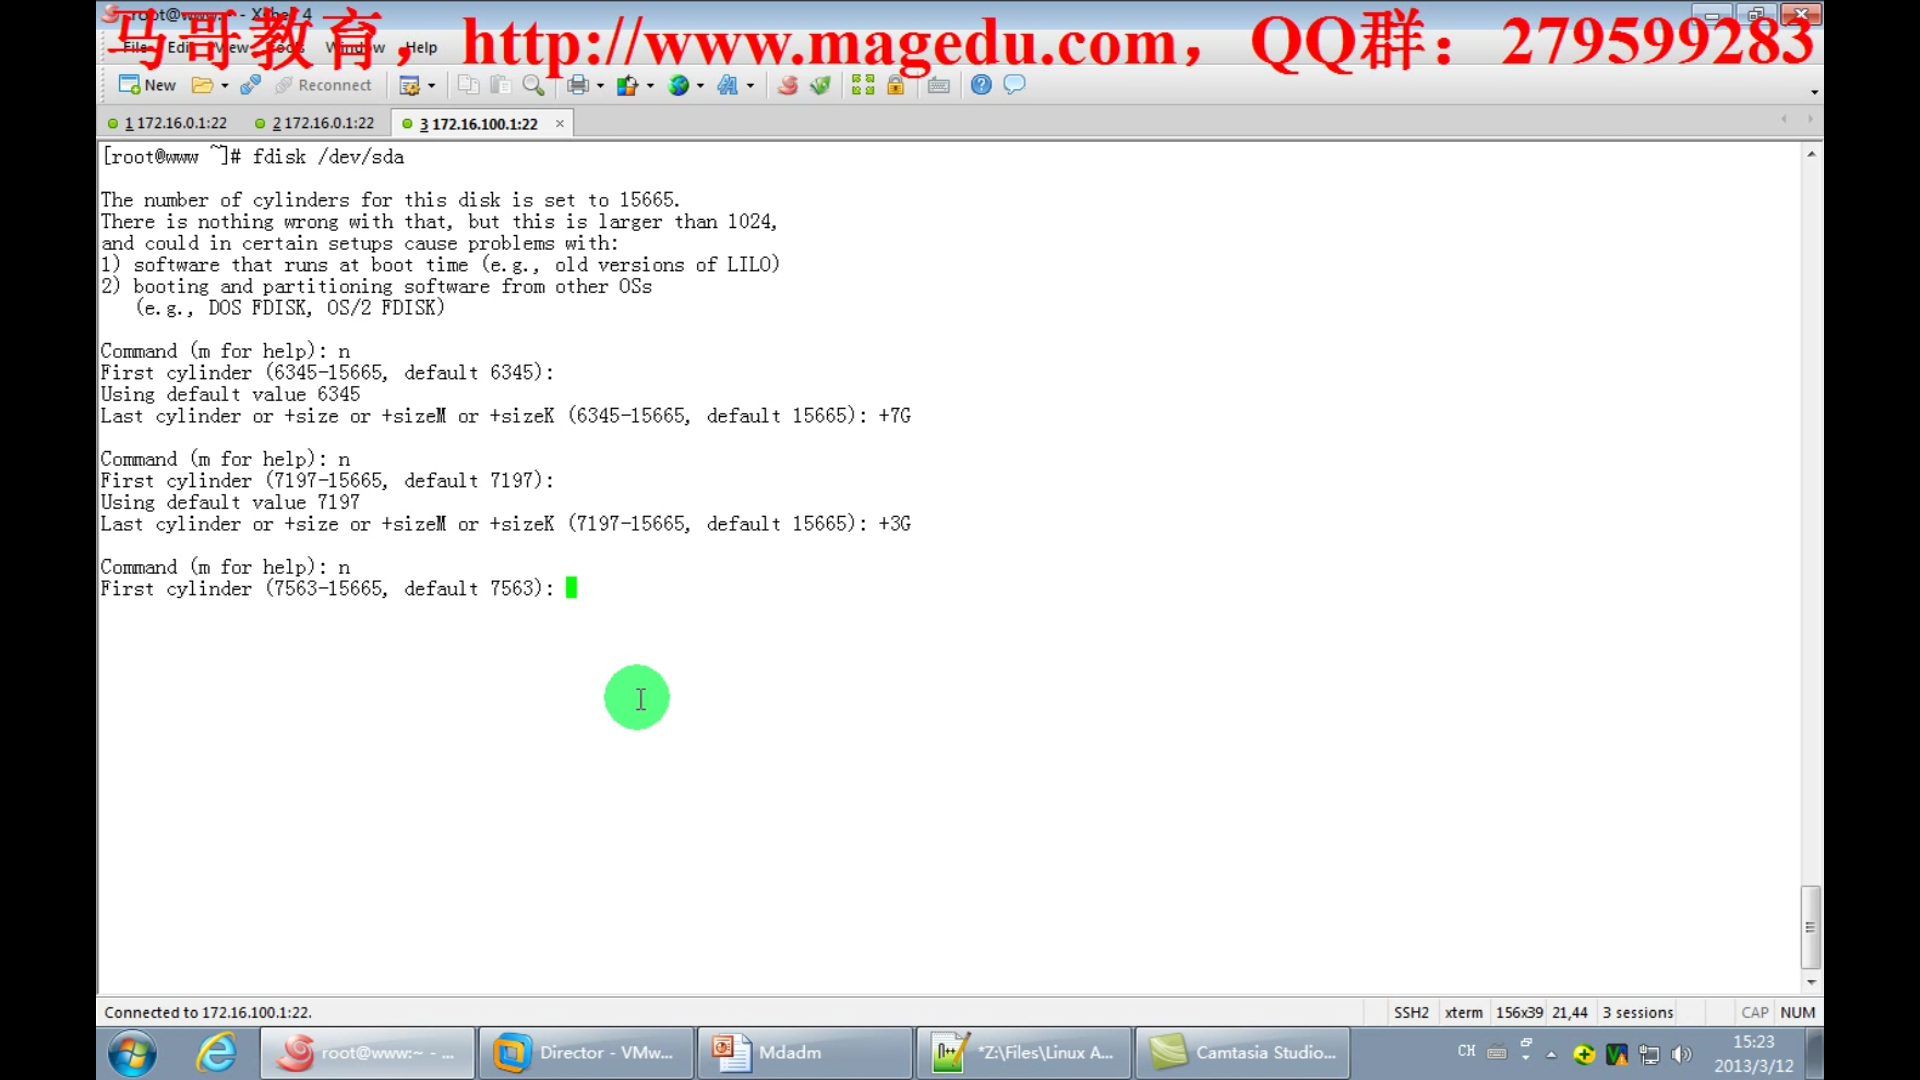 root@www:~ - Xshell 4
马哥教育，http://www.magedu.com，QQ群：279599283
File Edit View Tools Window Help
New Reconnect
1 172.16.0.1:22 2 172.16.0.1:22 3 172.16.100.1:22
[root@www ~]# fdisk /dev/sda
The number of cylinders for this disk is set to 15665.
There is nothing wrong with that, but this is larger than 1024,
and could in certain setups cause problems with:
1) software that runs at boot time (e.g., old versions of LILO)
2) booting and partitioning software from other OSs
(e.g., DOS FDISK, OS/2 FDISK)
Command (m for help): n
First cylinder (6345-15665, default 6345):
Using default value 6345
Last cylinder or +size or +sizeM or +sizeK (6345-15665, default 15665): +7G
Command (m for help): n
First cylinder (7197-15665, default 7197):
Using default value 7197
Last cylinder or +size or +sizeM or +sizeK (7197-15665, default 15665): +3G
Command (m for help): n
First cylinder (7563-15665, default 7563):
Connected to 172.16.100.1:22.
SSH2 xterm 156x39 21,44 3 sessions CAP NUM
root@www:~ - ... Director - VMw... Mdadm *Z:\Files\Linux A... Camtasia Studio... CH 15:23
2013/3/12